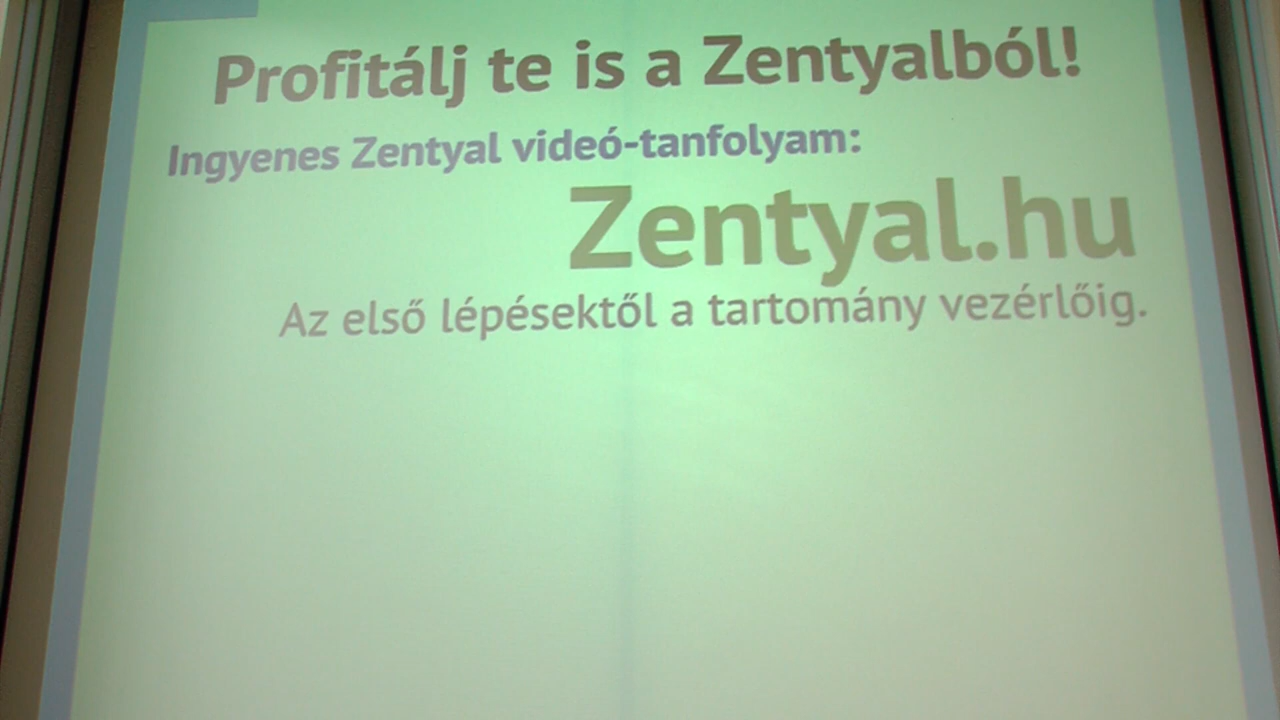 Profitálj te is a Zentyalból!
Ingyenes Zentyal videó-tanfolyam:
Zentyal.hu
Az első lépésektől a tartomány vezérlőig.